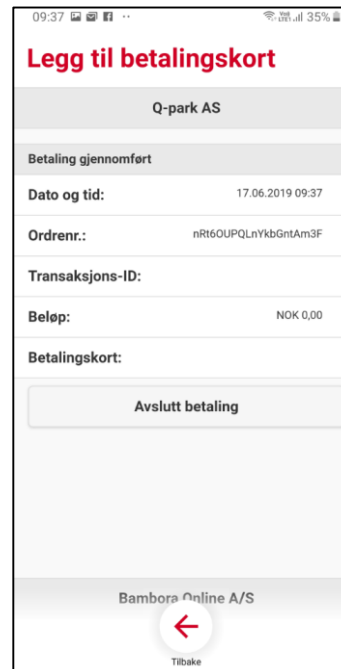 09:37 35%
Legg til betalingskort
Q-park AS
Betaling gjennomført
Dato og tid: 17.06.2019 09:37
Ordrenr.: nRt6OUPQLnYkbGntAm3F
Transaksjons-ID:
Beløp: NOK 0,00
Betalingskort:
Avslutt betaling
Bambora Online A/S
Tilbake